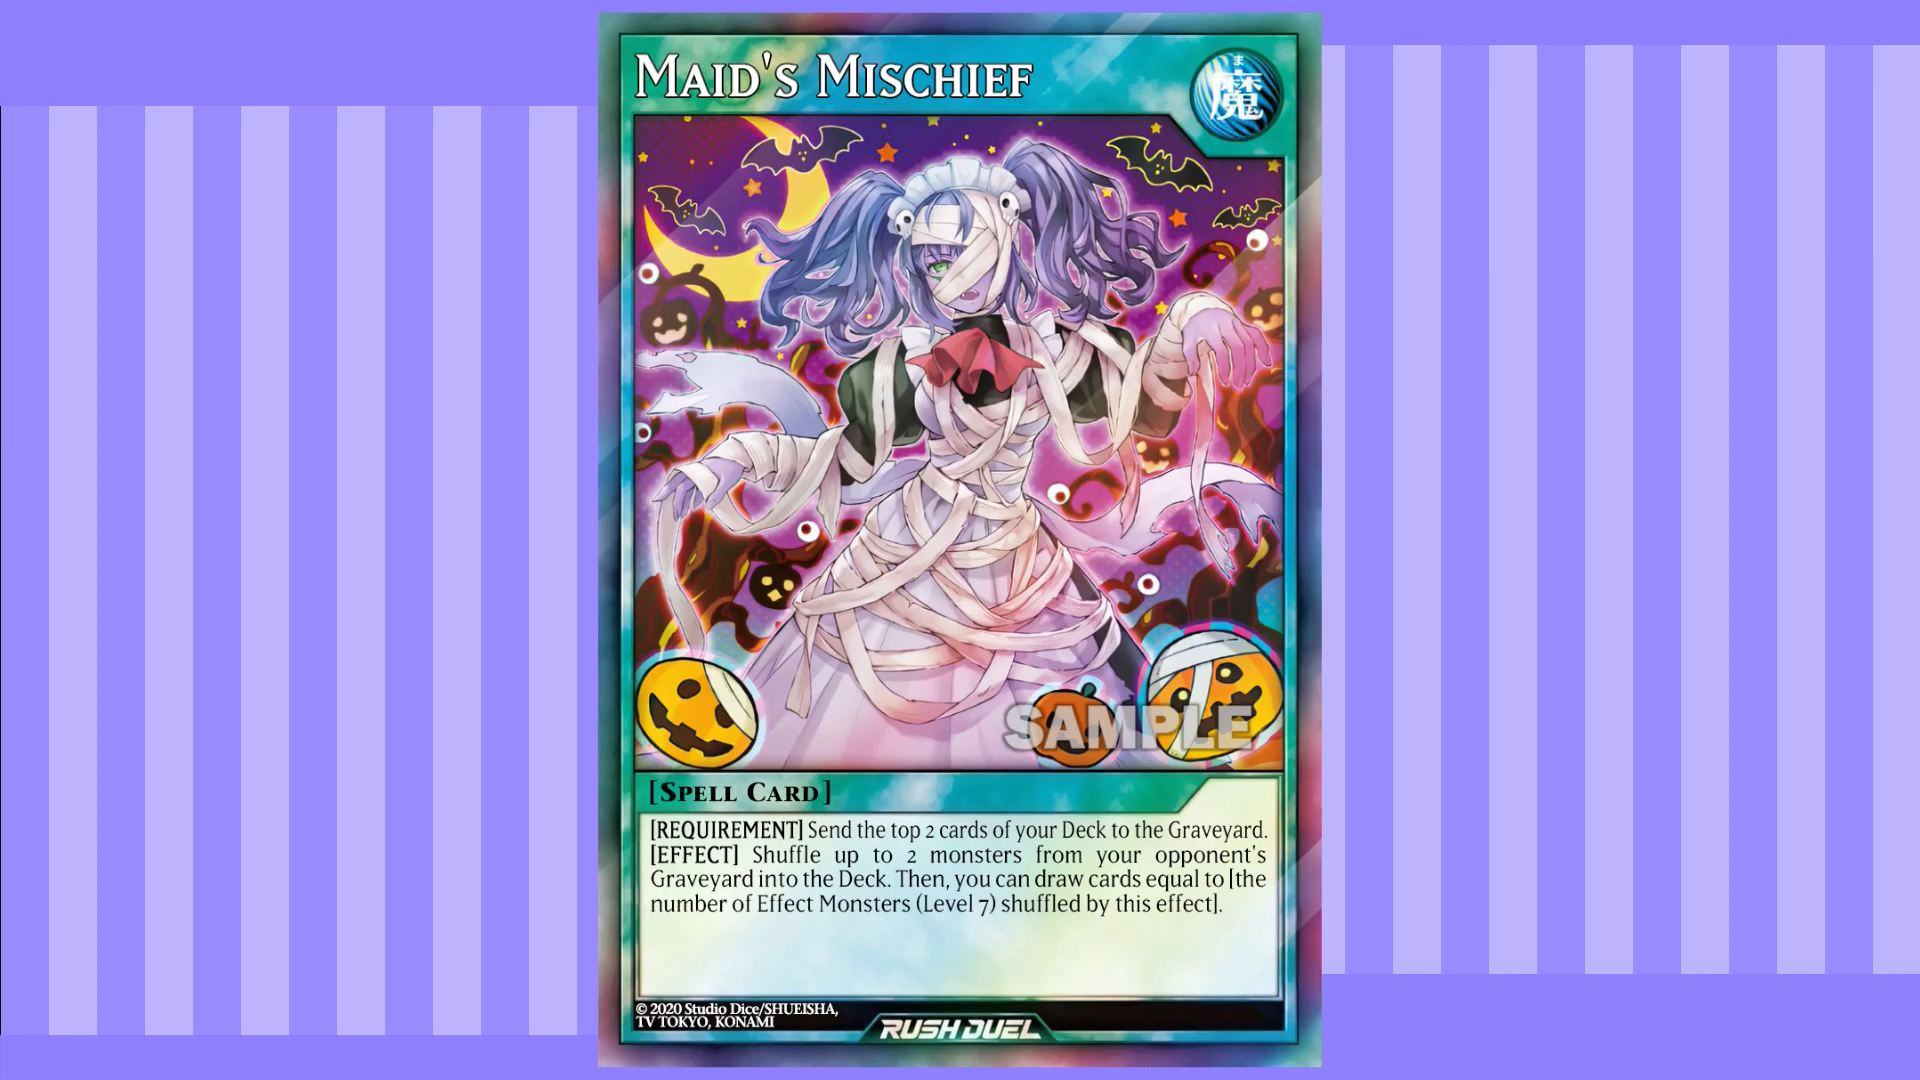 Maid's Mischief
ま
魔
SAMPLE
[Spell Card]
[REQUIREMENT] Send the top 2 cards of your Deck to the Graveyard.
[EFFECT] Shuffle up to 2 monsters from your opponent's
Graveyard into the Deck. Then, you can draw cards equal to [the
number of Effect Monsters (Level 7) shuffled by this effect].
© 2020 Studio Dice/SHUEISHA,
TV TOKYO, KONAMI
RUSH DUEL